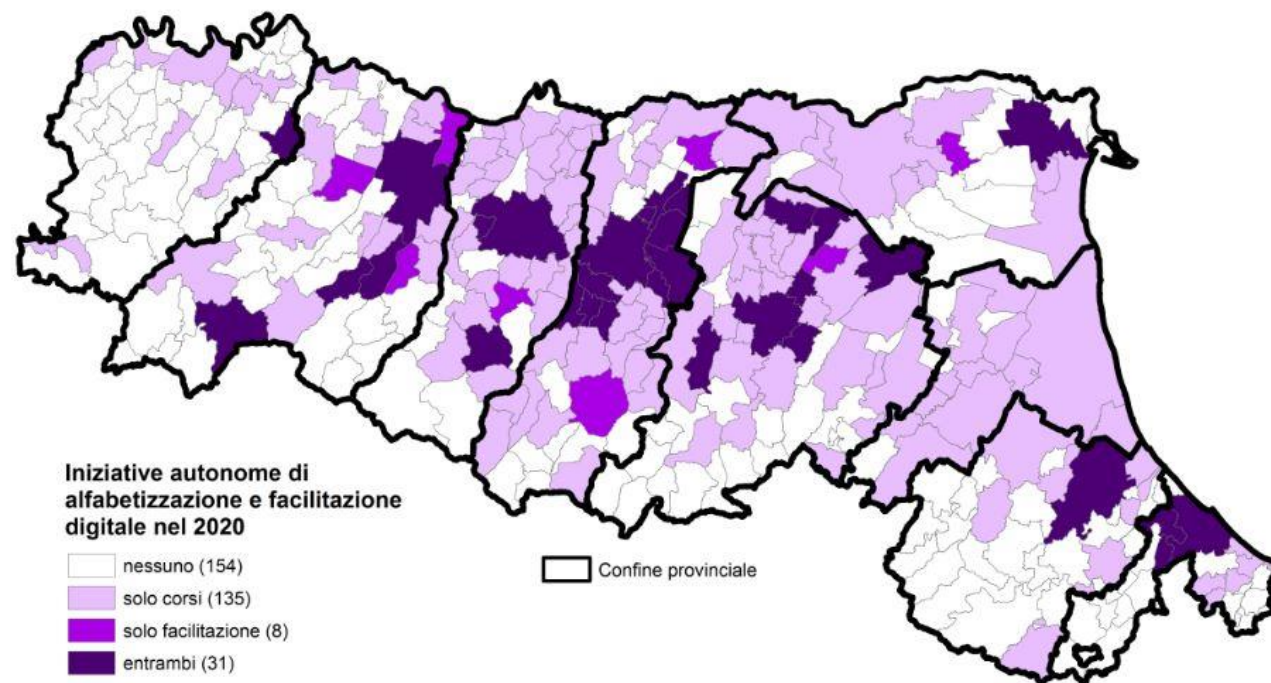 Iniziative autonome di
alfabetizzazione e facilitazione
digitale nel 2020
nessuno (154)
solo corsi (135)
solo facilitazione (8)
entrambi (31)
Confine provinciale